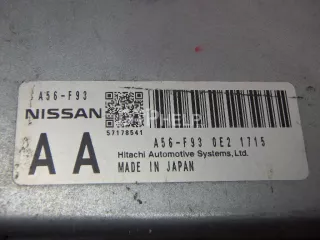 A56-F93
NISSAN
57178541
AA
A56-F93 0E2 1715
Hitachi Automotive Systems,Ltd.
MADE IN JAPAN